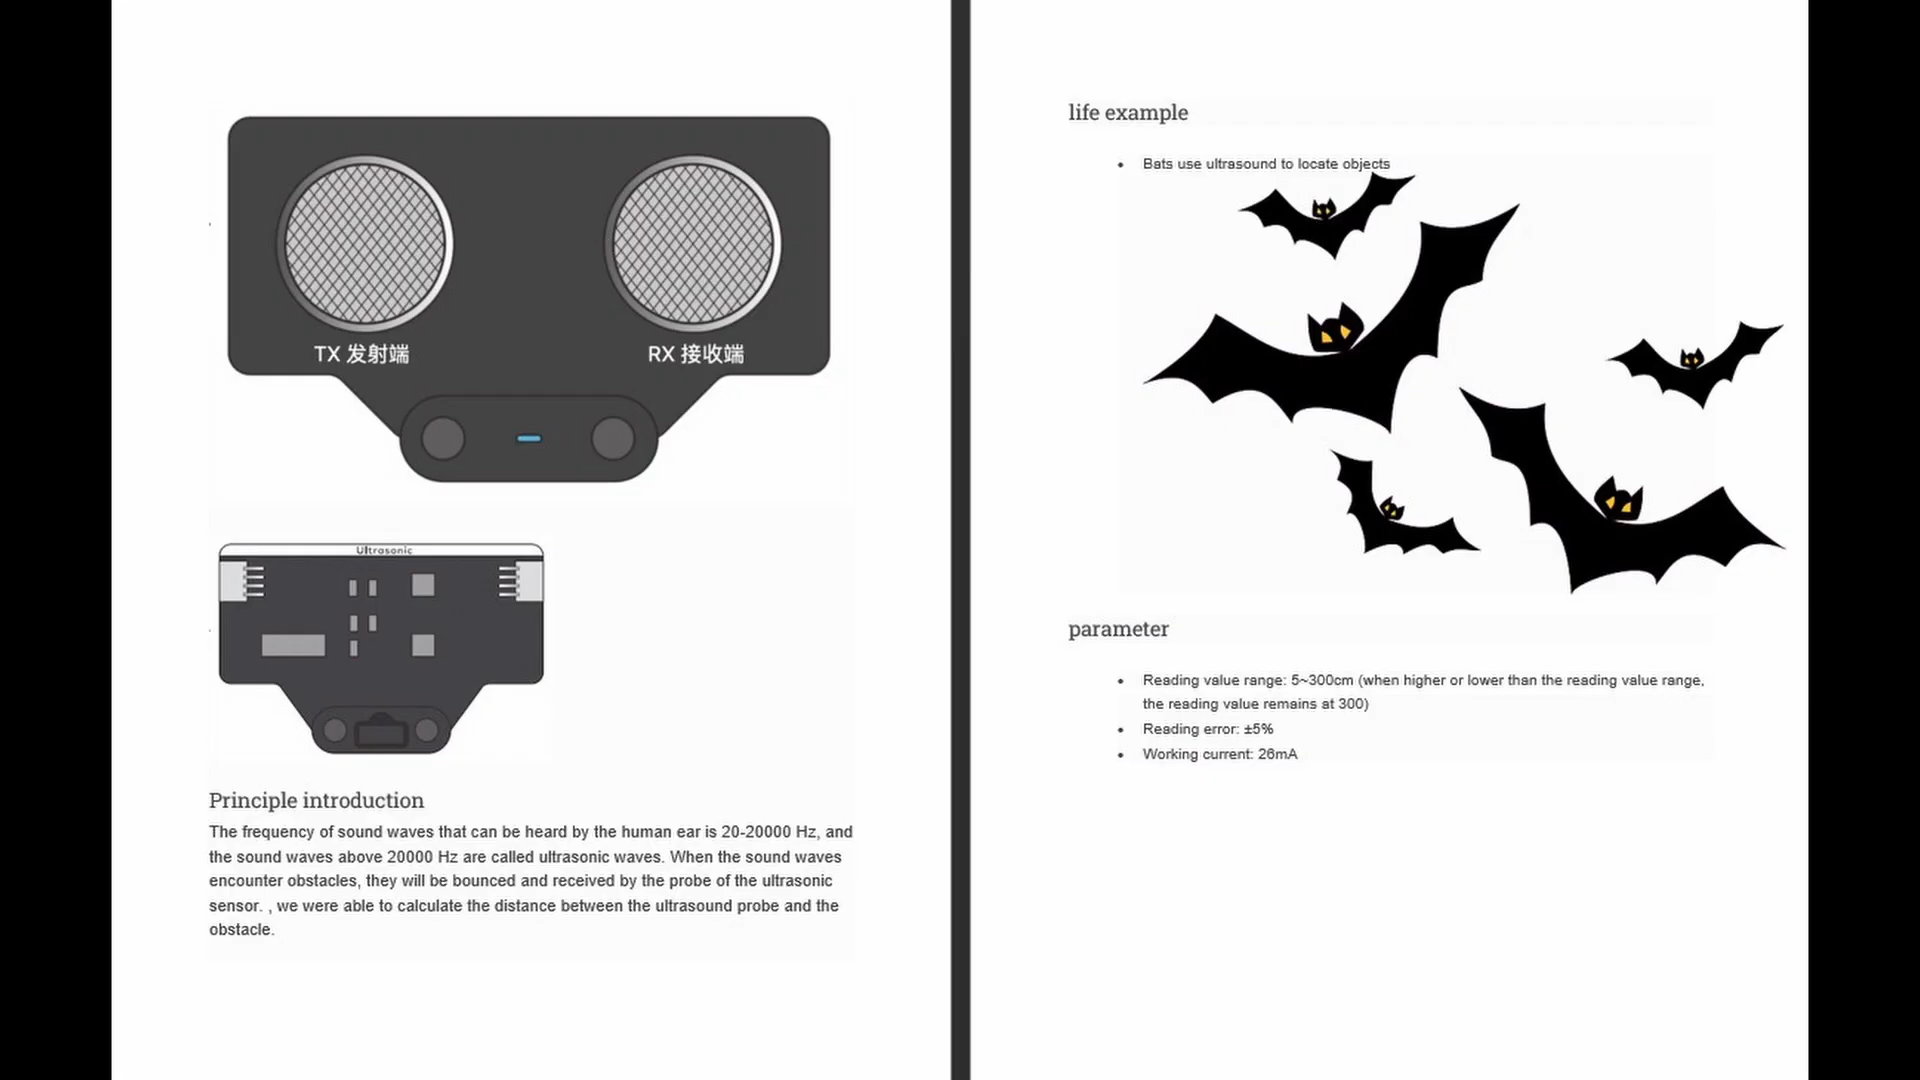 TX 发射端
RX 接收端
Ultrasonic
Principle introduction
The frequency of sound waves that can be heard by the human ear is 20-20000 Hz, and
the sound waves above 20000 Hz are called ultrasonic waves. When the sound waves
encounter obstacles, they will be bounced and received by the probe of the ultrasonic
sensor. , we were able to calculate the distance between the ultrasound probe and the
obstacle.
life example
• Bats use ultrasound to locate objects
parameter
• Reading value range: 5~300cm (when higher or lower than the reading value range,
the reading value remains at 300)
• Reading error: ±5%
• Working current: 26mA